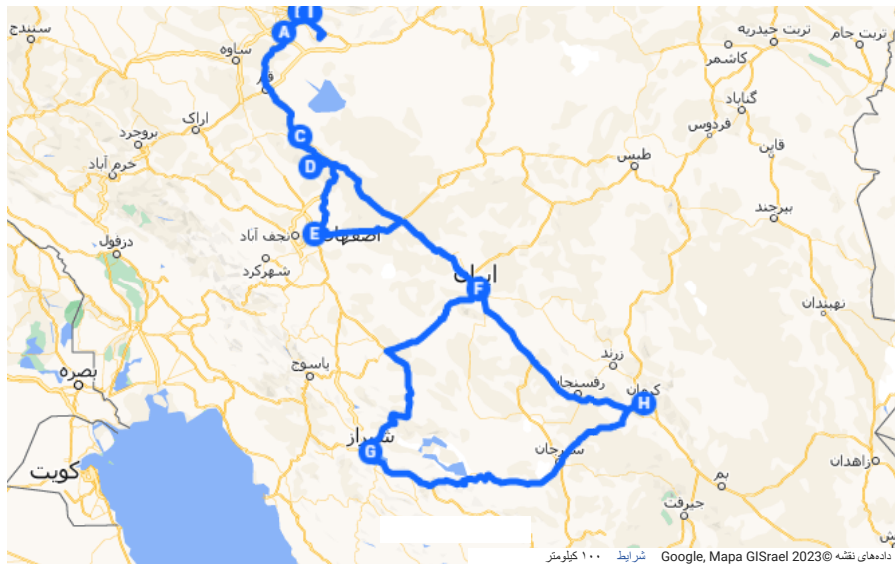 سنندج
تربت حیدریه
تربت جام
A
ساوه
کاشمر
قم
گناباد
اراک
فردوس
بروجرد
C
قاین
خرم آباد
D
طبس
بیرجند
نجف آباد
E
اصفهان
دزفول
شهرکرد
ایران
F
نهبندان
یاسوج
زرند
بصره
رفسنجان
کرمان
H
شیراز
G
سیرجان
زاهدان
کویت
بم
جیرفت
داده‌های نقشه ©2023 Google, Mapa GISrael شرایط ۱۰۰ کیلومتر